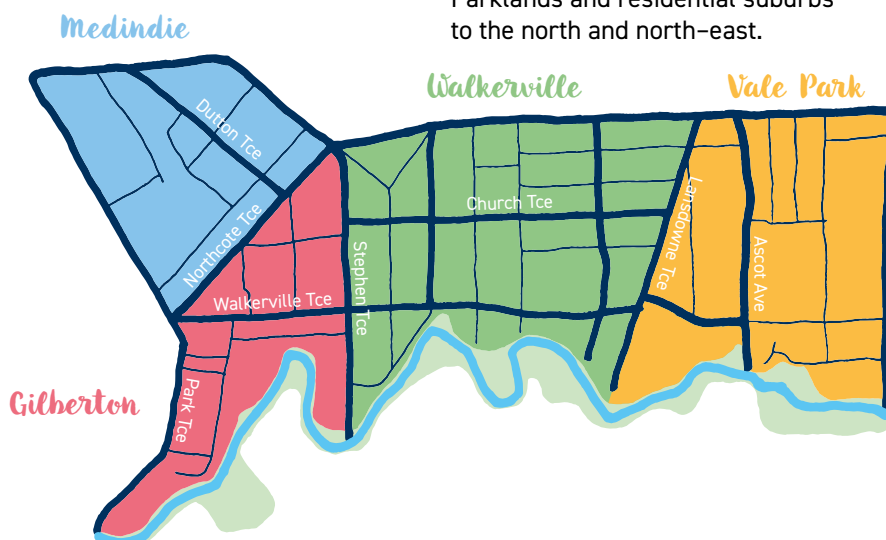 Parklands and residential suburbs
to the north and north–east.
Medindie
Walkerville
Vale Park
Dutton Tce
Northcote Tce
Church Tce
Lansdowne Tce
Stephen Tce
Ascot Ave
Walkerville Tce
Park Tce
Gilberton